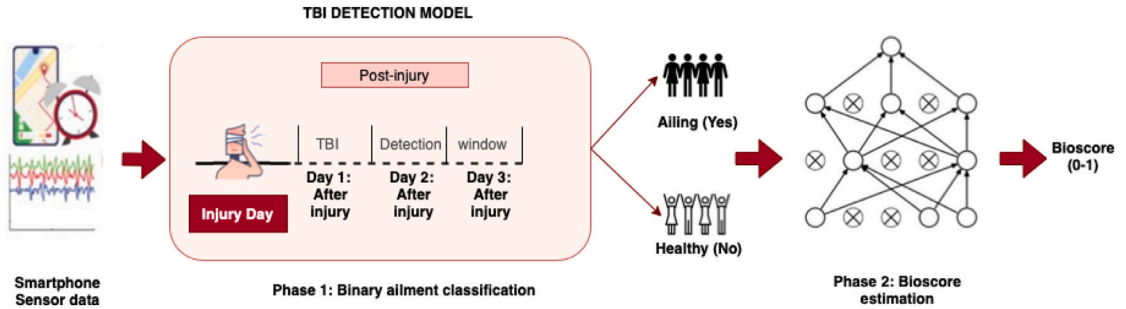 TBI DETECTION MODEL
Post-injury
TBI
Detection
window
Injury Day
Day 1:
After
injury
Day 2:
After
injury
Day 3:
After
injury
Ailing (Yes)
Healthy (No)
Bioscore
(0-1)
Smartphone
Sensor data
Phase 1: Binary ailment classification
Phase 2: Bioscore
estimation